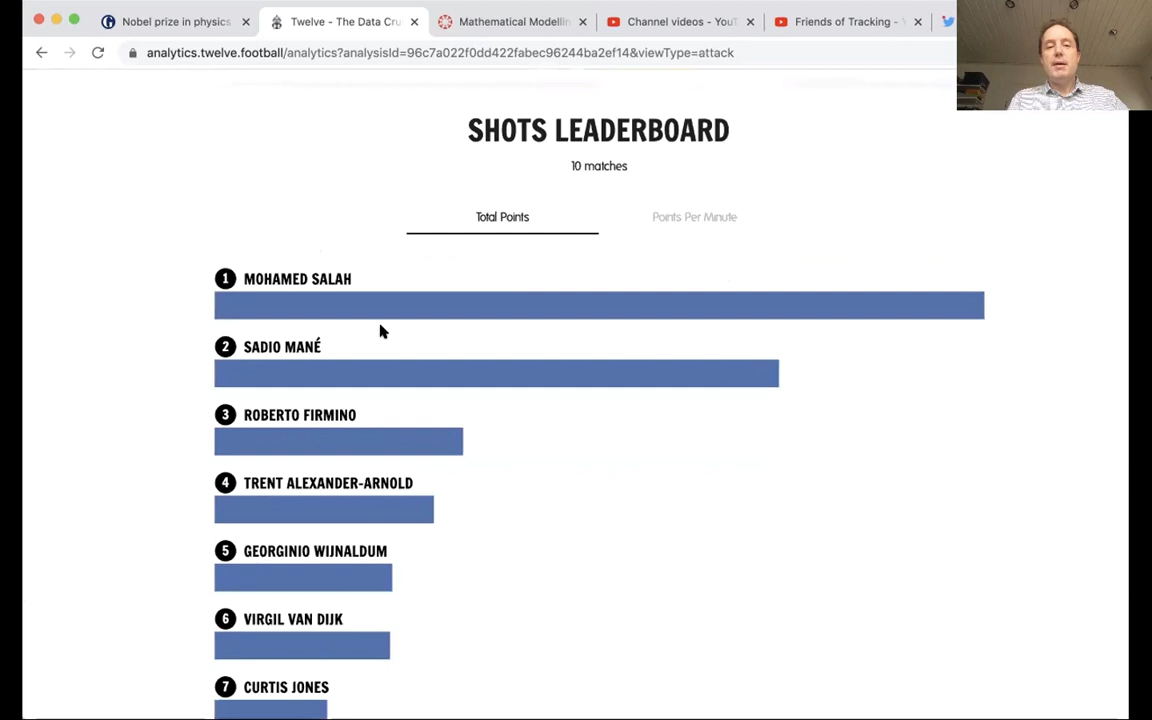 Nobel prize in physics
Twelve - The Data Cru
Mathematical Modellin
Channel videos - YouT
Friends of Tracking - Y
analytics.twelve.football/analytics?analysisId=96c7a022f0dd422fabec96244ba2ef14&viewType=attack
SHOTS LEADERBOARD
10 matches
Total Points
Points Per Minute
1 MOHAMED SALAH
2 SADIO MANÉ
3 ROBERTO FIRMINO
4 TRENT ALEXANDER-ARNOLD
5 GEORGINIO WIJNALDUM
6 VIRGIL VAN DIJK
7 CURTIS JONES